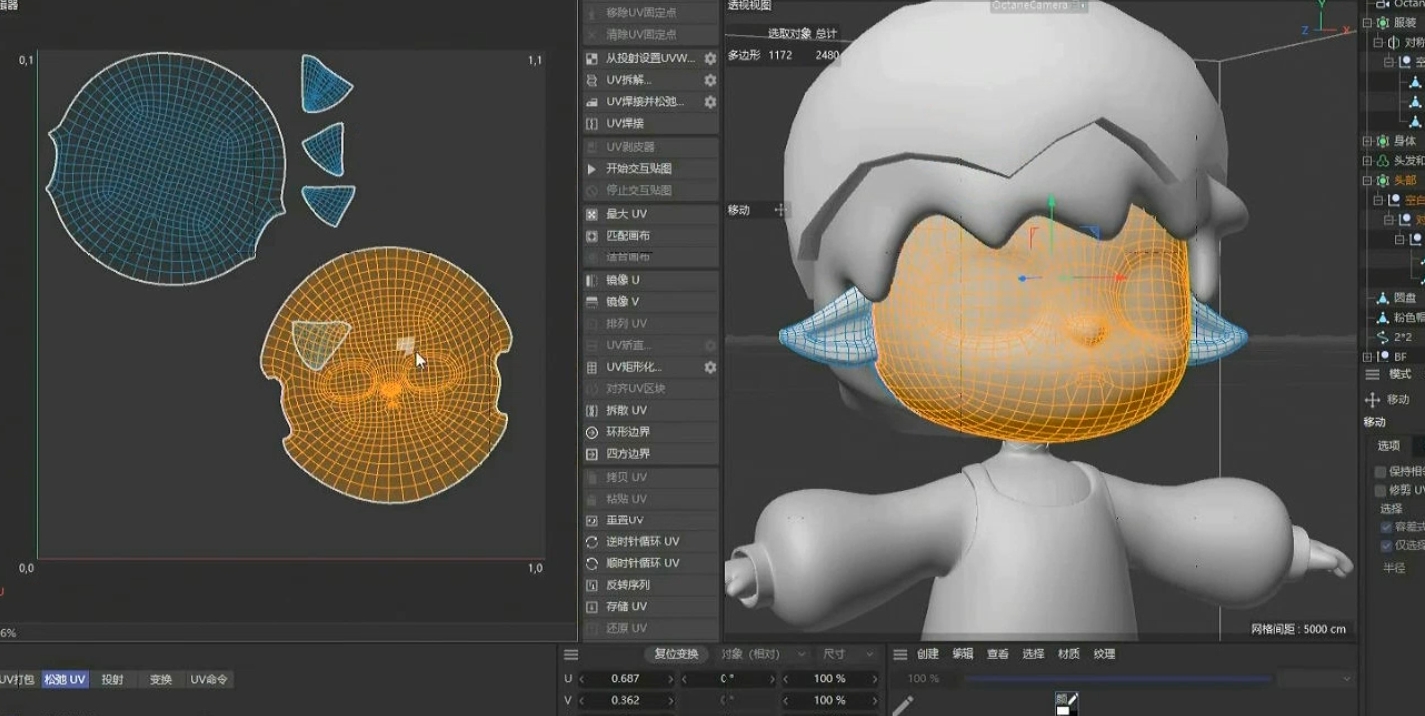 0,1
1,1
0,0
1,0
6%
UV打包
松弛 UV
投射
变换
UV命令
移除UV固定点
清除UV固定点
从投射设置UVW...
UV拆解...
UV焊接并松弛...
UV焊接
UV剥皮器
开始交互贴图
停止交互贴图
最大 UV
匹配画布
适合画布
镜像 U
镜像 V
排列 UV
UV矫直...
UV矩形化...
对齐UV区块
拆散 UV
环形边界
四方边界
拷贝 UV
粘贴 UV
重置UV
逆时针循环 UV
顺时针循环 UV
反转序列
存储 UV
还原 UV
透视视图
OctaneCamera
选取对象 总计
多边形 1172 2480
移动
Y
Z
X
网格间距 : 5000 cm
复位变换
对象 (相对)
尺寸
U 0.687 0 ° 100 %
V 0.362 0 ° 100 %
创建 编辑 查看 选择 材质 纹理
100 %
Octan
服装
对称
空
身体
头发和
头部
空白
对
圆盘
粉色帽
2*2
BF
模式
移动
移动
选项
保持相
修剪 UV
选择
容差式
仅选择
半径